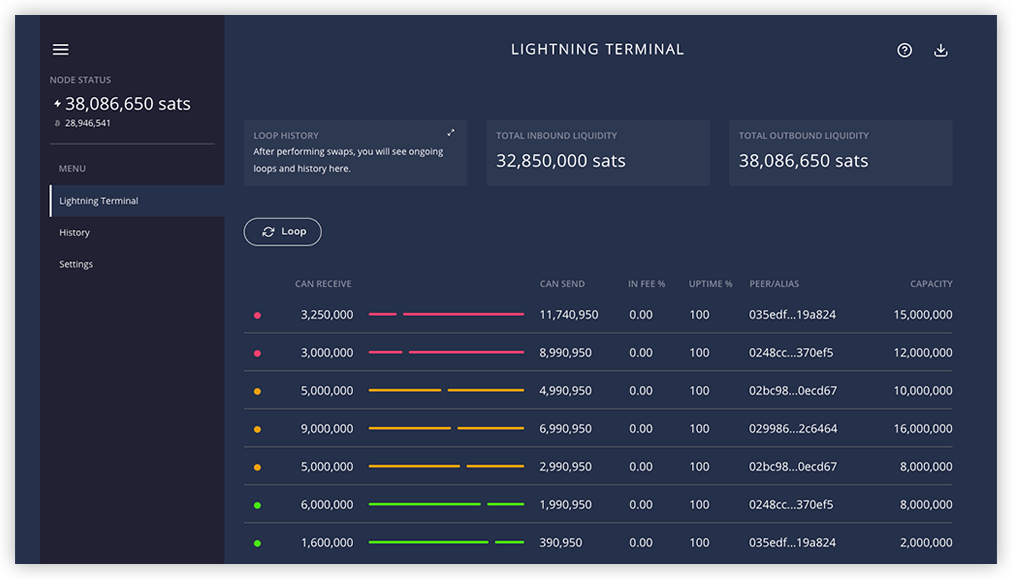 LIGHTNING TERMINAL
NODE STATUS
38,086,650 sats
28,946,541
MENU
Lightning Terminal
History
Settings
LOOP HISTORY
After performing swaps, you will see ongoing
loops and history here.
TOTAL INBOUND LIQUIDITY
32,850,000 sats
TOTAL OUTBOUND LIQUIDITY
38,086,650 sats
Loop
CAN RECEIVE CAN SEND IN FEE % UPTIME % PEER/ALIAS CAPACITY
3,250,000 11,740,950 0.00 100 035edf...19a824 15,000,000
3,000,000 8,990,950 0.00 100 0248cc...370ef5 12,000,000
5,000,000 4,990,950 0.00 100 02bc98...0ecd67 10,000,000
9,000,000 6,990,950 0.00 100 029986...2c6464 16,000,000
5,000,000 2,990,950 0.00 100 02bc98...0ecd67 8,000,000
6,000,000 1,990,950 0.00 100 0248cc...370ef5 8,000,000
1,600,000 390,950 0.00 100 035edf...19a824 2,000,000